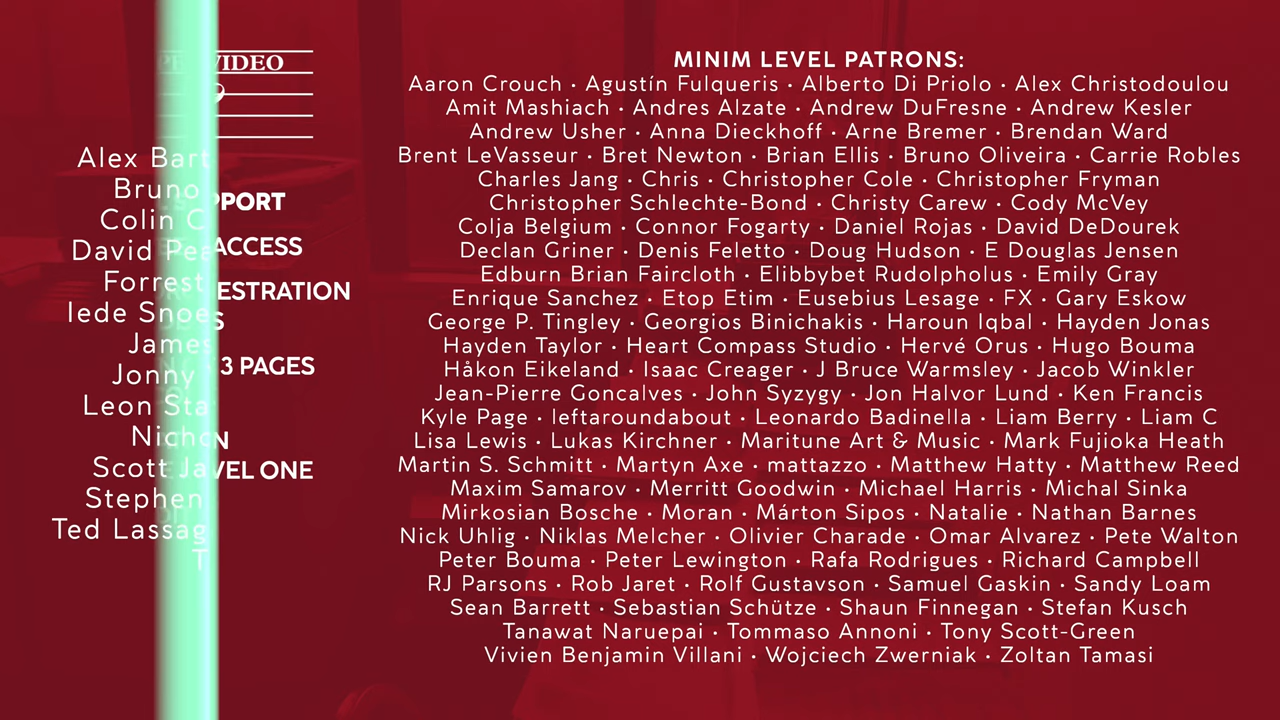 VIDEO
Alex
Bruno
Colin
David
PPORT
ACCESS
Forrest
ESTRATION
Iede
James
3 PAGES
Jonny
Leon
Scott
VEL ONE
Stephen
Ted
MINIM LEVEL PATRONS:
Aaron Crouch • Agustín Fulqueris • Alberto Di Priolo • Alex Christodoulou
Amit Mashiach • Andres Alzate • Andrew DuFresne • Andrew Kesler
Andrew Usher • Anna Dieckhoff • Arne Bremer • Brendan Ward
Brent LeVasseur • Bret Newton • Brian Ellis • Bruno Oliveira • Carrie Robles
Charles Jang • Chris • Christopher Cole • Christopher Fryman
Christopher Schlechte-Bond • Christy Carew • Cody McVey
Colja Belgium • Connor Fogarty • Daniel Rojas • David DeDourek
Declan Griner • Denis Feletto • Doug Hudson • E Douglas Jensen
Edburn Brian Faircloth • Elibbybet Rudolpholus • Emily Gray
Enrique Sanchez • Etop Etim • Eusebius Lesage • FX • Gary Eskow
George P. Tingley • Georgios Binichakis • Haroun Iqbal • Hayden Jonas
Hayden Taylor • Heart Compass Studio • Hervé Orus • Hugo Bouma
Håkon Eikeland • Isaac Creager • J Bruce Warmsley • Jacob Winkler
Jean-Pierre Goncalves • John Syzygy • Jon Halvor Lund • Ken Francis
Kyle Page • leftaroundabout • Leonardo Badinella • Liam Berry • Liam C
Lisa Lewis • Lukas Kirchner • Maritune Art & Music • Mark Fujioka Heath
Martin S. Schmitt • Martyn Axe • mattazzo • Matthew Hatty • Matthew Reed
Maxim Samarov • Merritt Goodwin • Michael Harris • Michal Sinka
Mirkosian Bosche • Moran • Márton Sipos • Natalie • Nathan Barnes
Nick Uhlig • Niklas Melcher • Olivier Charade • Omar Alvarez • Pete Walton
Peter Bouma • Peter Lewington • Rafa Rodrigues • Richard Campbell
RJ Parsons • Rob Jaret • Rolf Gustavson • Samuel Gaskin • Sandy Loam
Sean Barrett • Sebastian Schütze • Shaun Finnegan • Stefan Kusch
Tanawat Naruepai • Tommaso Annoni • Tony Scott-Green
Vivien Benjamin Villani • Wojciech Zwerniak • Zoltan Tamasi